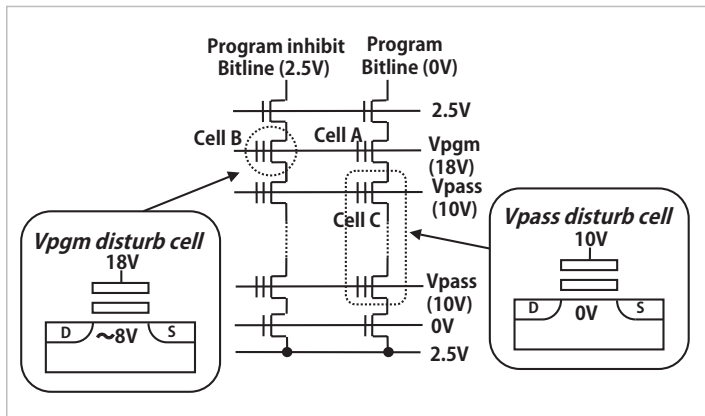 Program inhibit
Bitline (2.5V)
Program
Bitline (0V)
2.5V
Cell B
Cell A
Vpgm
(18V)
Vpass
(10V)
Cell C
Vpgm disturb cell
18V
D
~8V
S
Vpass disturb cell
10V
D
0V
S
Vpass
(10V)
0V
2.5V